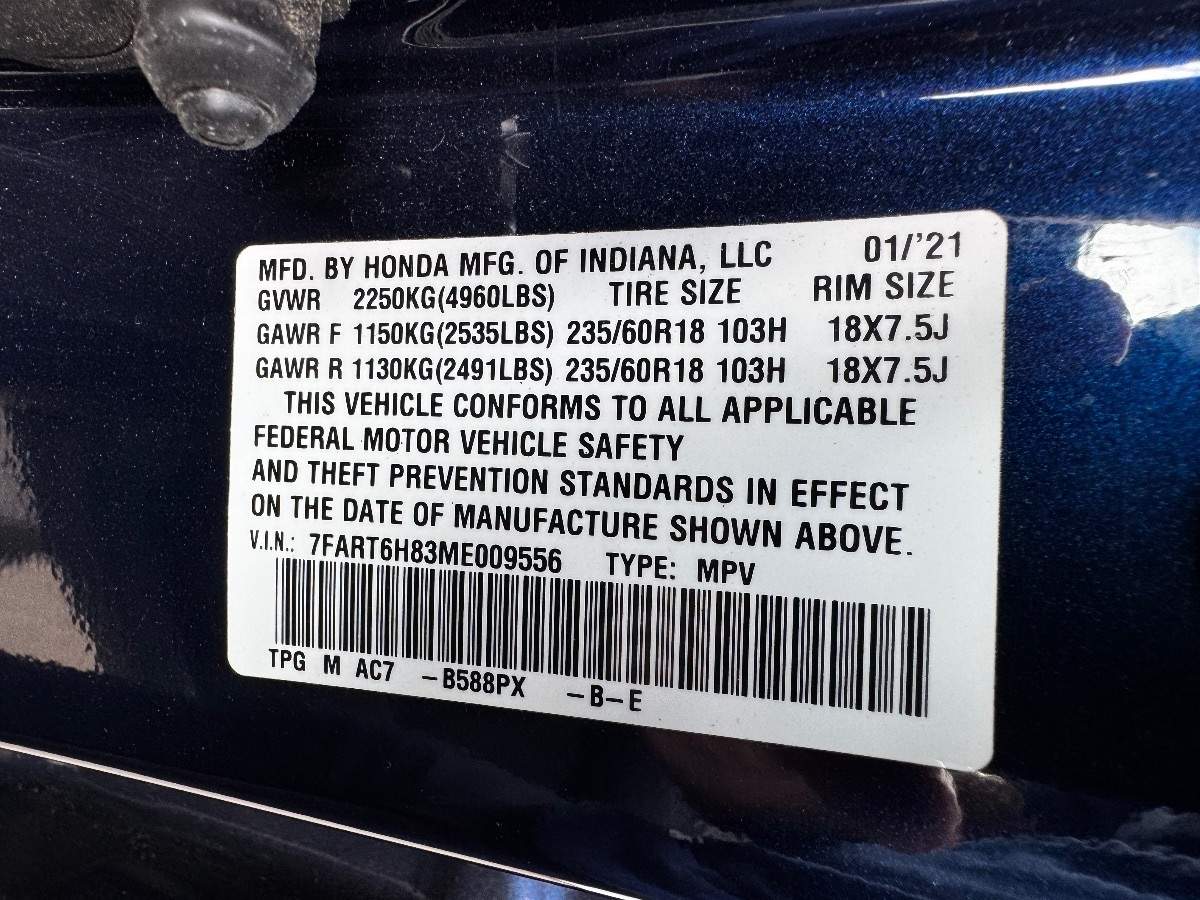 MFD. BY HONDA MFG. OF INDIANA, LLC 01/'21
GVWR 2250KG(4960LBS) TIRE SIZE RIM SIZE
GAWR F 1150KG(2535LBS) 235/60R18 103H 18X7.5J
GAWR R 1130KG(2491LBS) 235/60R18 103H 18X7.5J
THIS VEHICLE CONFORMS TO ALL APPLICABLE
FEDERAL MOTOR VEHICLE SAFETY
AND THEFT PREVENTION STANDARDS IN EFFECT
ON THE DATE OF MANUFACTURE SHOWN ABOVE.
V.I.N.: 7FART6H83ME009556 TYPE: MPV
TPG M AC7 -B588PX -B-E